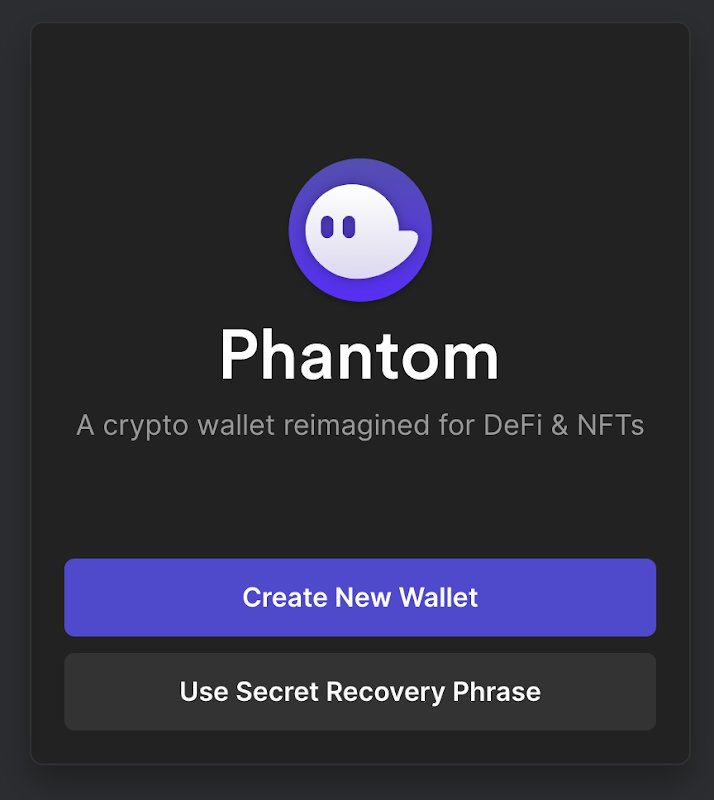 Phantom
A crypto wallet reimagined for DeFi & NFTs
Create New Wallet
Use Secret Recovery Phrase